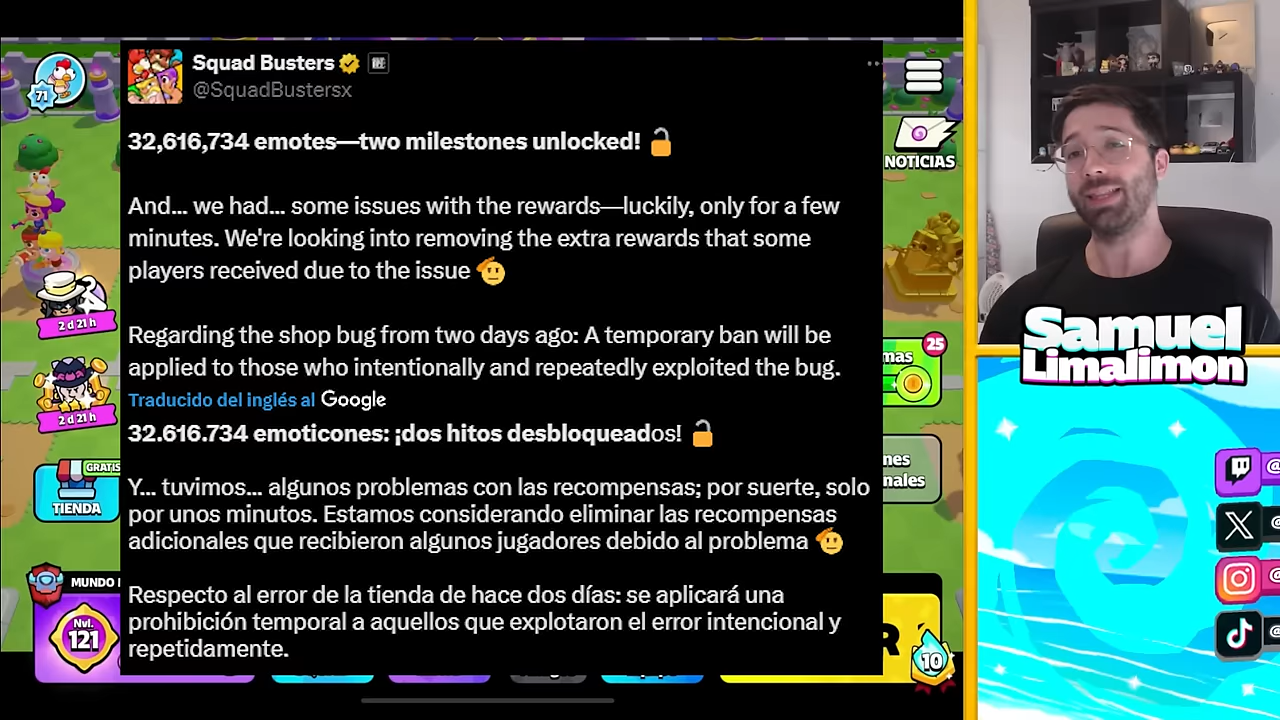 Squad Busters
@SquadBustersx
32,616,734 emotes—two milestones unlocked!
And... we had... some issues with the rewards—luckily, only for a few
minutes. We're looking into removing the extra rewards that some
players received due to the issue
Regarding the shop bug from two days ago: A temporary ban will be
applied to those who intentionally and repeatedly exploited the bug.
Traducido del inglés al Google
32.616.734 emoticones: ¡dos hitos desbloqueados!
Y... tuvimos... algunos problemas con las recompensas; por suerte, solo
por unos minutos. Estamos considerando eliminar las recompensas
adicionales que recibieron algunos jugadores debido al problema
Respecto al error de la tienda de hace dos días: se aplicará una
prohibición temporal a aquellos que explotaron el error intencional y
repetidamente.
71
2 d 21 h
2 d 21 h
GRATIS
TIENDA
MUNDO
Nvl.
121
NOTICIAS
25
mas
nes
nales
R
10
Samuel
Limalimon
@
@
@
@